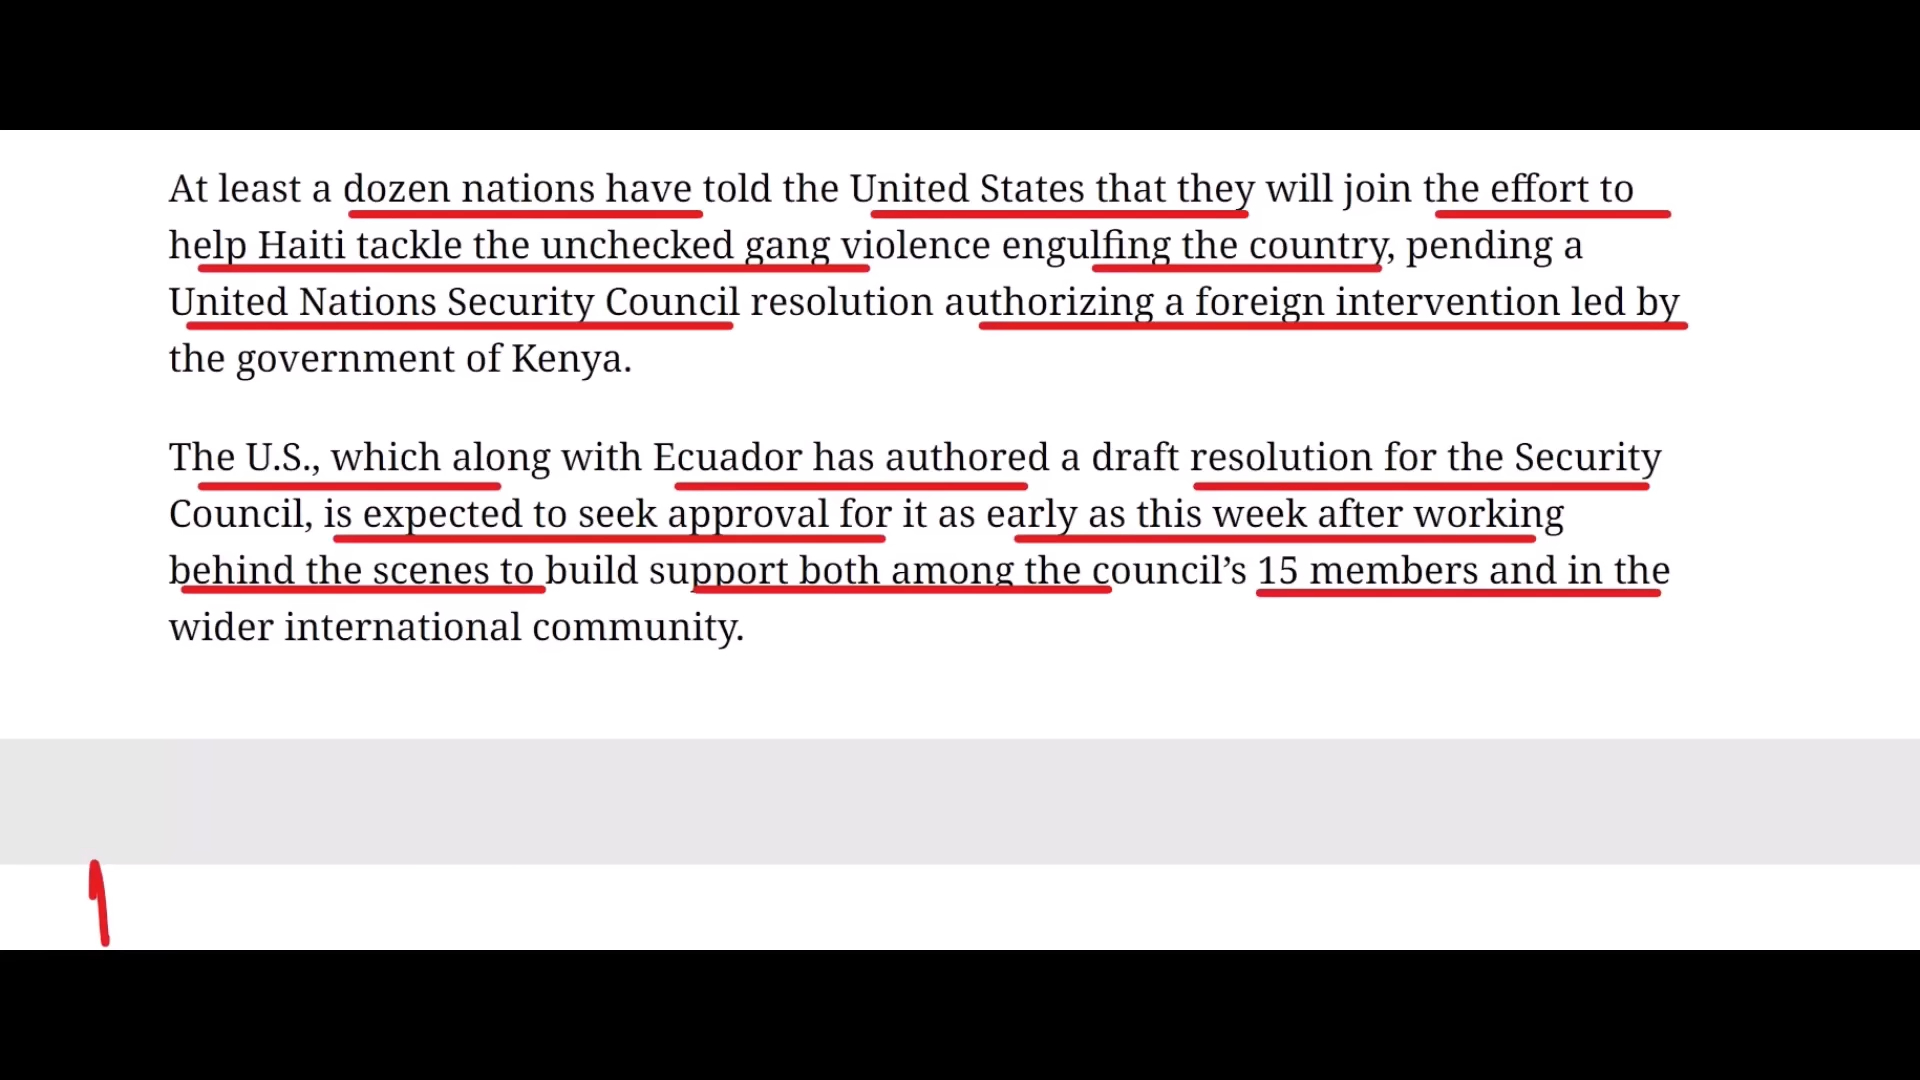 At least a dozen nations have told the United States that they will join the effort to
help Haiti tackle the unchecked gang violence engulfing the country, pending a
United Nations Security Council resolution authorizing a foreign intervention led by
the government of Kenya.
The U.S., which along with Ecuador has authored a draft resolution for the Security
Council, is expected to seek approval for it as early as this week after working
behind the scenes to build support both among the council’s 15 members and in the
wider international community.